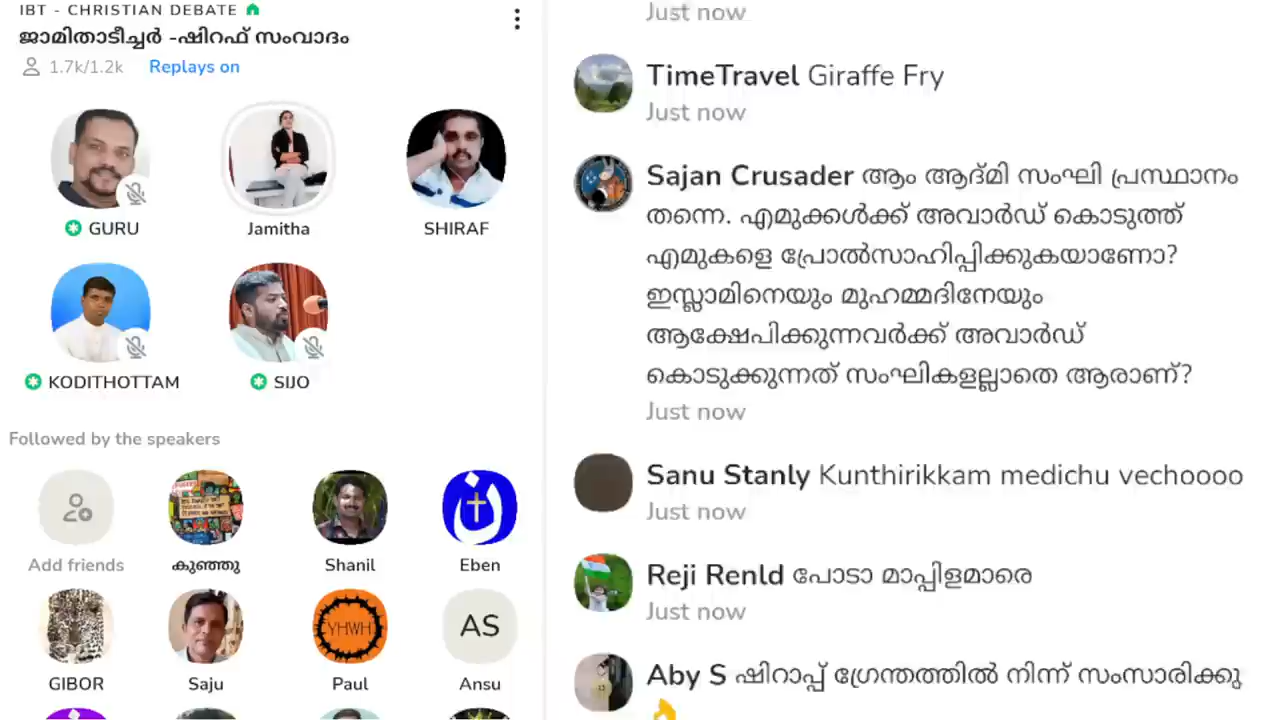 IBT - CHRISTIAN DEBATE
ജാമിതാടീച്ചർ -ഷിറഫ് സംവാദം
1.7k/1.2k Replays on
GURU
Jamitha
SHIRAF
KODITHOTTAM
SIJO
Followed by the speakers
Add friends
കുഞ്ഞു
Shanil
Eben
YHWH
AS
GIBOR
Saju
Paul
Ansu
Just now
TimeTravel Giraffe Fry
Just now
Sajan Crusader ആം ആദ്മി സംഘി പ്രസ്ഥാനം
തന്നെ. എമുക്കൾക്ക് അവാർഡ് കൊടുത്ത്
എമുകളെ പ്രോൽസാഹിപ്പിക്കുകയാണോ?
ഇസ്ലാമിനെയും മുഹമ്മദിനേയും
ആക്ഷേപിക്കുന്നവർക്ക് അവാർഡ്
കൊടുക്കുന്നത് സംഘികളല്ലാതെ ആരാണ്?
Just now
Sanu Stanly Kunthirikkam medichu vechoooo
Just now
Reji Renld പോടാ മാപ്പിളമാരെ
Just now
Aby S ഷിറാപ്പ് ഗ്രേന്തത്തിൽ നിന്ന് സംസാരിക്കു